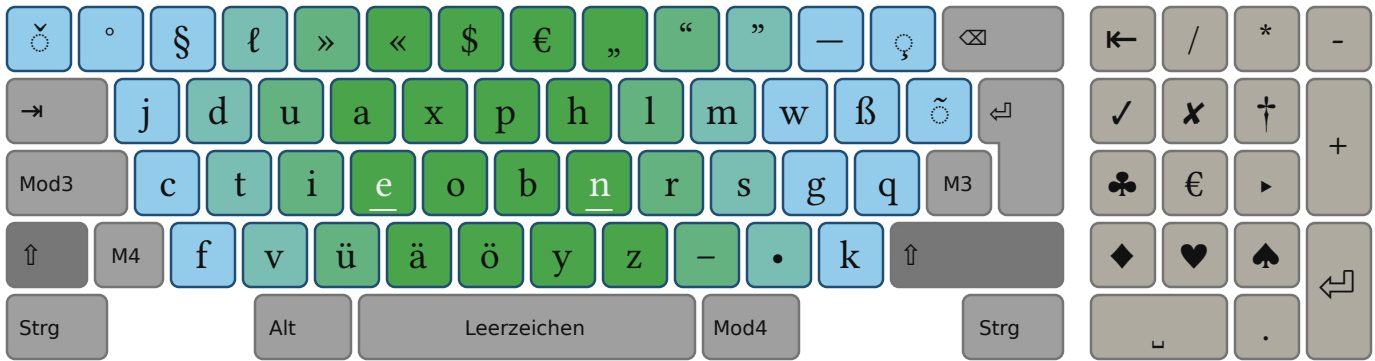 ◌̌ ° § ℓ » « $ € „ “ ” — ◌̧ ⌫ ⇤ / * -
⇥ j d u a x p h l m w ß ◌̃ ⏎ ✓ ✘ † +
Mod3 c t i e o b n r s g q M3 ♣ € ‣
⇧ M4 f v ü ä ö y z – • k ⇧ ♦ ♥ ♠ ⏎
Strg Alt Leerzeichen Mod4 Strg ␣ .